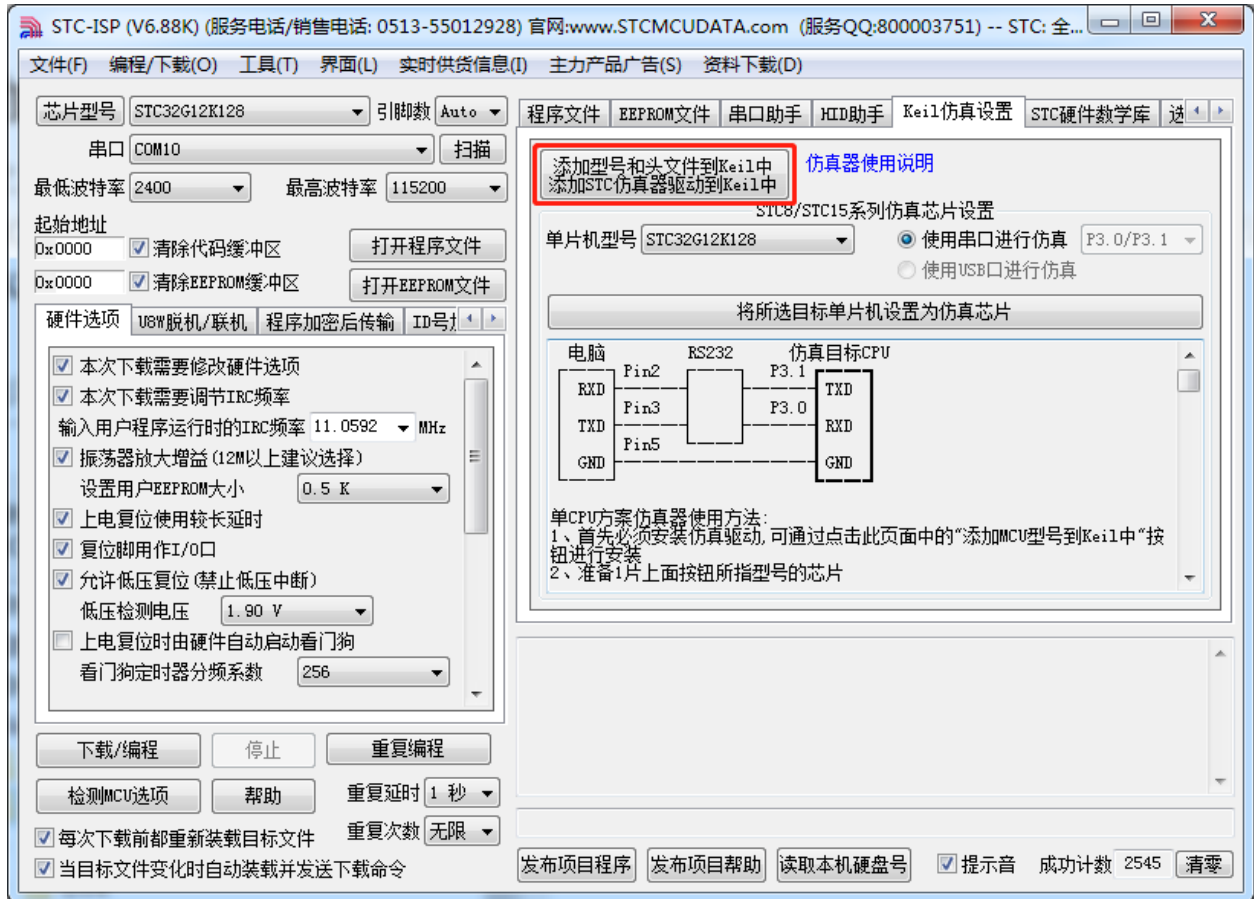 STC-ISP (V6.88K) (服务电话/销售电话: 0513-55012928) 官网:www.STCMCUDATA.com (服务QQ:800003751) -- STC: 全...
文件(F) 编程/下载(O) 工具(T) 界面(L) 实时供货信息(I) 主力产品广告(S) 资料下载(D)
芯片型号 STC32G12K128 引脚数 Auto
串口 COM10 扫描
最低波特率 2400 最高波特率 115200
起始地址
0x0000 清除代码缓冲区 打开程序文件
0x0000 清除EEPROM缓冲区 打开EEPROM文件
硬件选项 U8W脱机/联机 程序加密后传输 ID号
本次下载需要修改硬件选项
本次下载需要调节IRC频率
输入用户程序运行时的IRC频率 11.0592 MHz
振荡器放大增益(12M以上建议选择)
设置用户EEPROM大小 0.5 K
上电复位使用较长延时
复位脚用作I/O口
允许低压复位(禁止低压中断)
低压检测电压 1.90 V
上电复位时由硬件自动启动看门狗
看门狗定时器分频系数 256
下载/编程 停止 重复编程
检测MCU选项 帮助 重复延时 1 秒
每次下载前都重新装载目标文件 重复次数 无限
当目标文件变化时自动装载并发送下载命令
程序文件 EEPROM文件 串口助手 HID助手 Keil仿真设置 STC硬件数学库 选
添加型号和头文件到Keil中
添加STC仿真器驱动到Keil中
仿真器使用说明
STC8/STC15系列仿真芯片设置
单片机型号 STC32G12K128 使用串口进行仿真 P3.0/P3.1
使用USB口进行仿真
将所选目标单片机设置为仿真芯片
电脑 RS232 仿真目标CPU
Pin2 P3.1
RXD TXD
Pin3 P3.0
TXD RXD
Pin5
GND GND
单CPU方案仿真器使用方法:
1、首先必须安装仿真驱动,可通过点击此页面中的“添加MCU型号到Keil中“按
钮进行安装
2、准备1片上面按钮所指型号的芯片
发布项目程序 发布项目帮助 读取本机硬盘号 提示音 成功计数 2545 清零